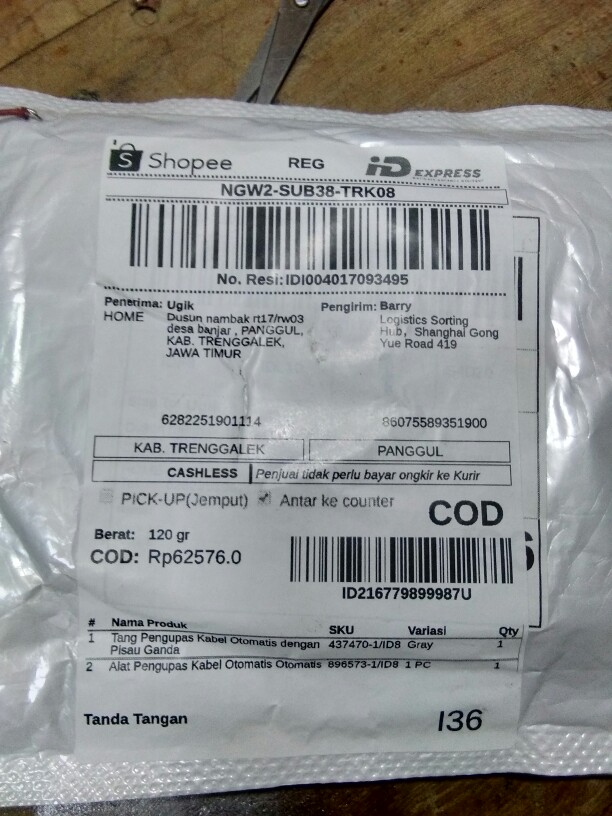 Shopee REG iD EXPRESS
NGW2-SUB38-TRK08
No. Resi: IDI004017093495
Penerima: Ugik
HOME Dusun nambak rt17/rw03
desa banjar , PANGGUL,
KAB. TRENGGALEK,
JAWA TIMUR
6282251901114
Pengirim: Barry
Logistics Sorting
Hub, Shanghai Gong
Yue Road 419
86075589351900
KAB. TRENGGALEK PANGGUL
CASHLESS Penjual tidak perlu bayar ongkir ke Kurir
PICK-UP(Jemput) Antar ke counter
COD
Berat: 120 gr
COD: Rp62576.0
ID216779899987U
# Nama Produk SKU Variasi Qty
1 Tang Pengupas Kabel Otomatis dengan 437470-1/ID8 Gray 1
Pisau Ganda
2 Alat Pengupas Kabel Otomatis Otomatis 896573-1/ID8 1 PC 1
Tanda Tangan I36